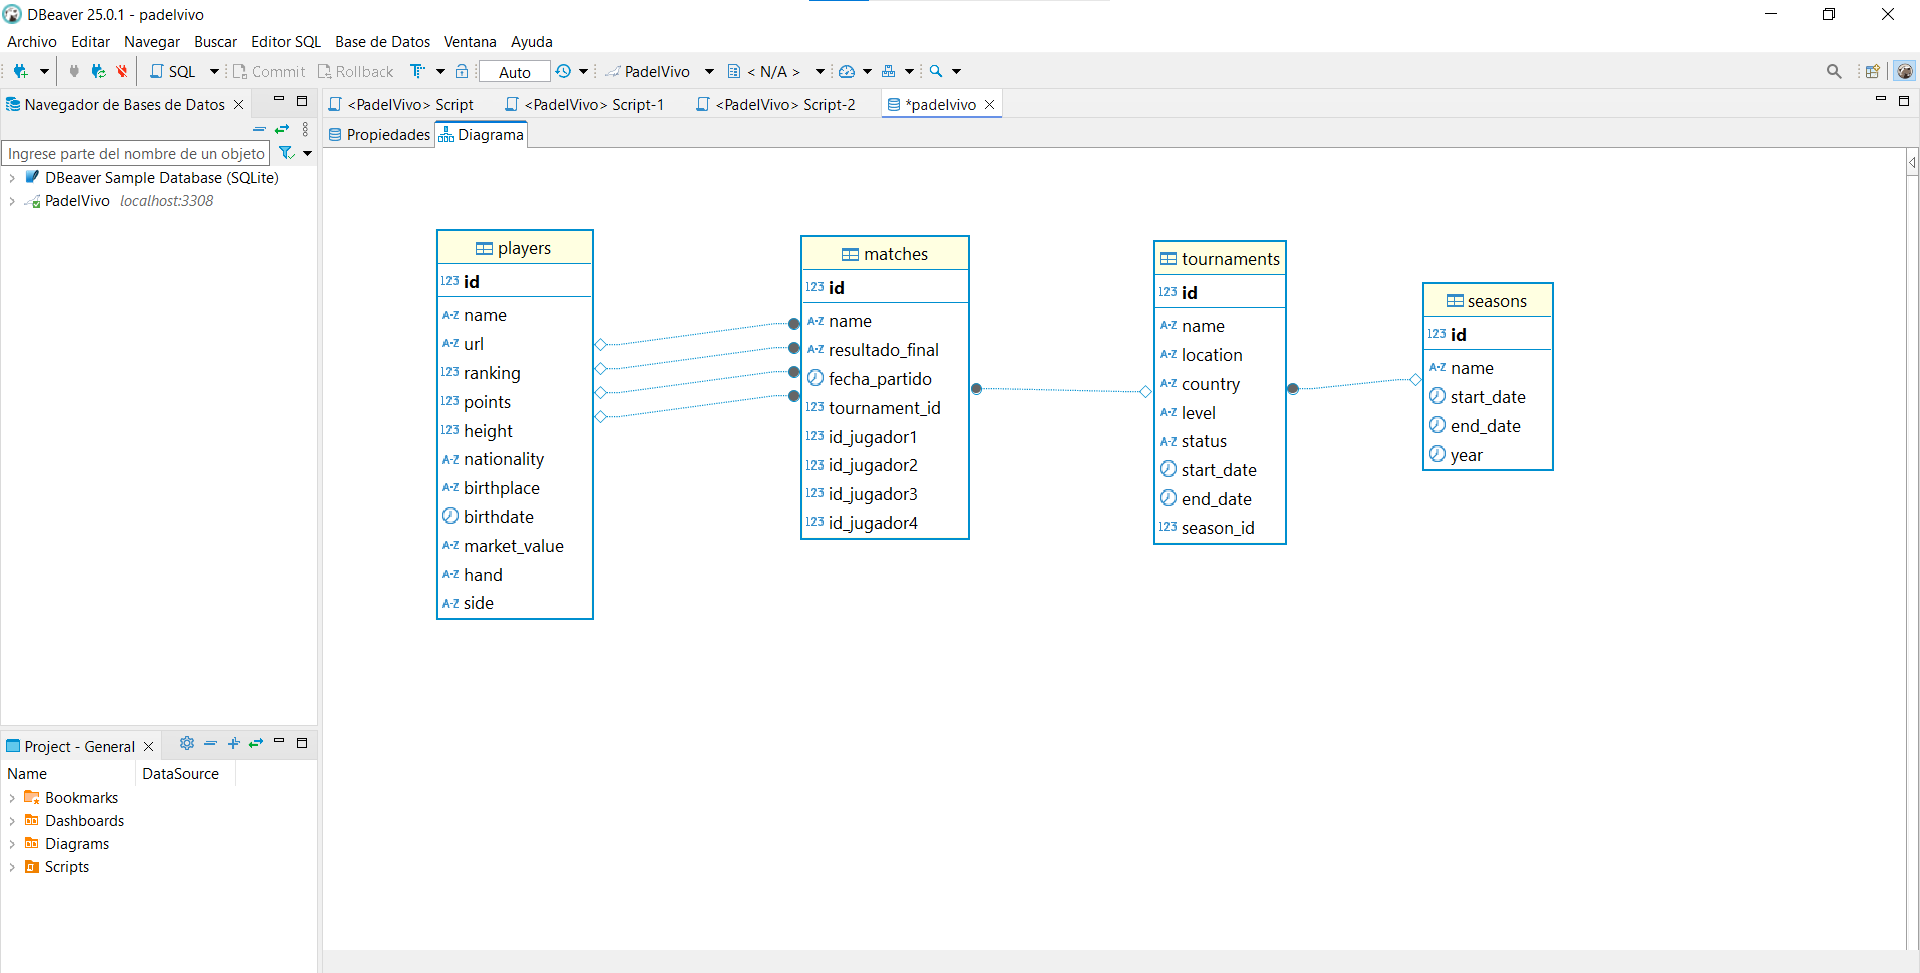 DBeaver 25.0.1 - padelvivo
Archivo Editar Navegar Buscar Editor SQL Base de Datos Ventana Ayuda
SQL Commit Rollback Auto PadelVivo < N/A >
Navegador de Bases de Datos
<PadelVivo> Script <PadelVivo> Script-1 <PadelVivo> Script-2 *padelvivo
Propiedades Diagrama
Ingrese parte del nombre de un objeto
DBeaver Sample Database (SQLite)
PadelVivo localhost:3308
players
123 id
A-Z name
A-Z url
123 ranking
123 points
123 height
A-Z nationality
A-Z birthplace
birthdate
A-Z market_value
A-Z hand
A-Z side
matches
123 id
A-Z name
A-Z resultado_final
fecha_partido
123 tournament_id
123 id_jugador1
123 id_jugador2
123 id_jugador3
123 id_jugador4
tournaments
123 id
A-Z name
A-Z location
A-Z country
A-Z level
A-Z status
start_date
end_date
123 season_id
seasons
123 id
A-Z name
start_date
end_date
year
Project - General
Name DataSource
Bookmarks
Dashboards
Diagrams
Scripts